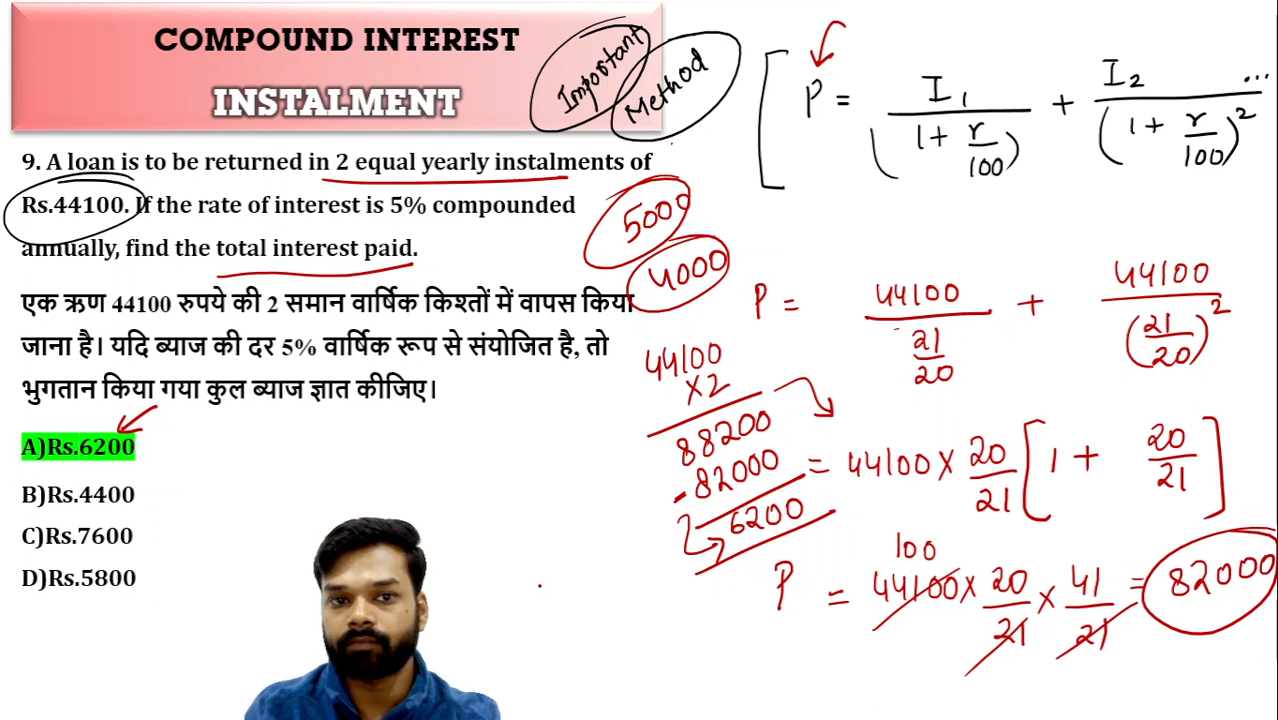 COMPOUND INTEREST
INSTALMENT
Important
Method
9. A loan is to be returned in 2 equal yearly instalments of
Rs.44100. If the rate of interest is 5% compounded
annually, find the total interest paid.
एक ऋण 44100 रुपये की 2 समान वार्षिक किश्तों में वापस किया
जाना है। यदि ब्याज की दर 5% वार्षिक रूप से संयोजित है, तो
भुगतान किया गया कुल ब्याज ज्ञात कीजिए।
A)Rs.6200
B)Rs.4400
C)Rs.7600
D)Rs.5800
P = I₁/(1 + r/100) + I₂/(1 + r/100)² ...
5000
4000
P = 44100/(21/20) + 44100/(21/20)²
44100
×2
88200
-82000
6200
= 44100 × 20/21 [1 + 20/21]
100
P = 44100 × 20/21 × 41/21 = 82000